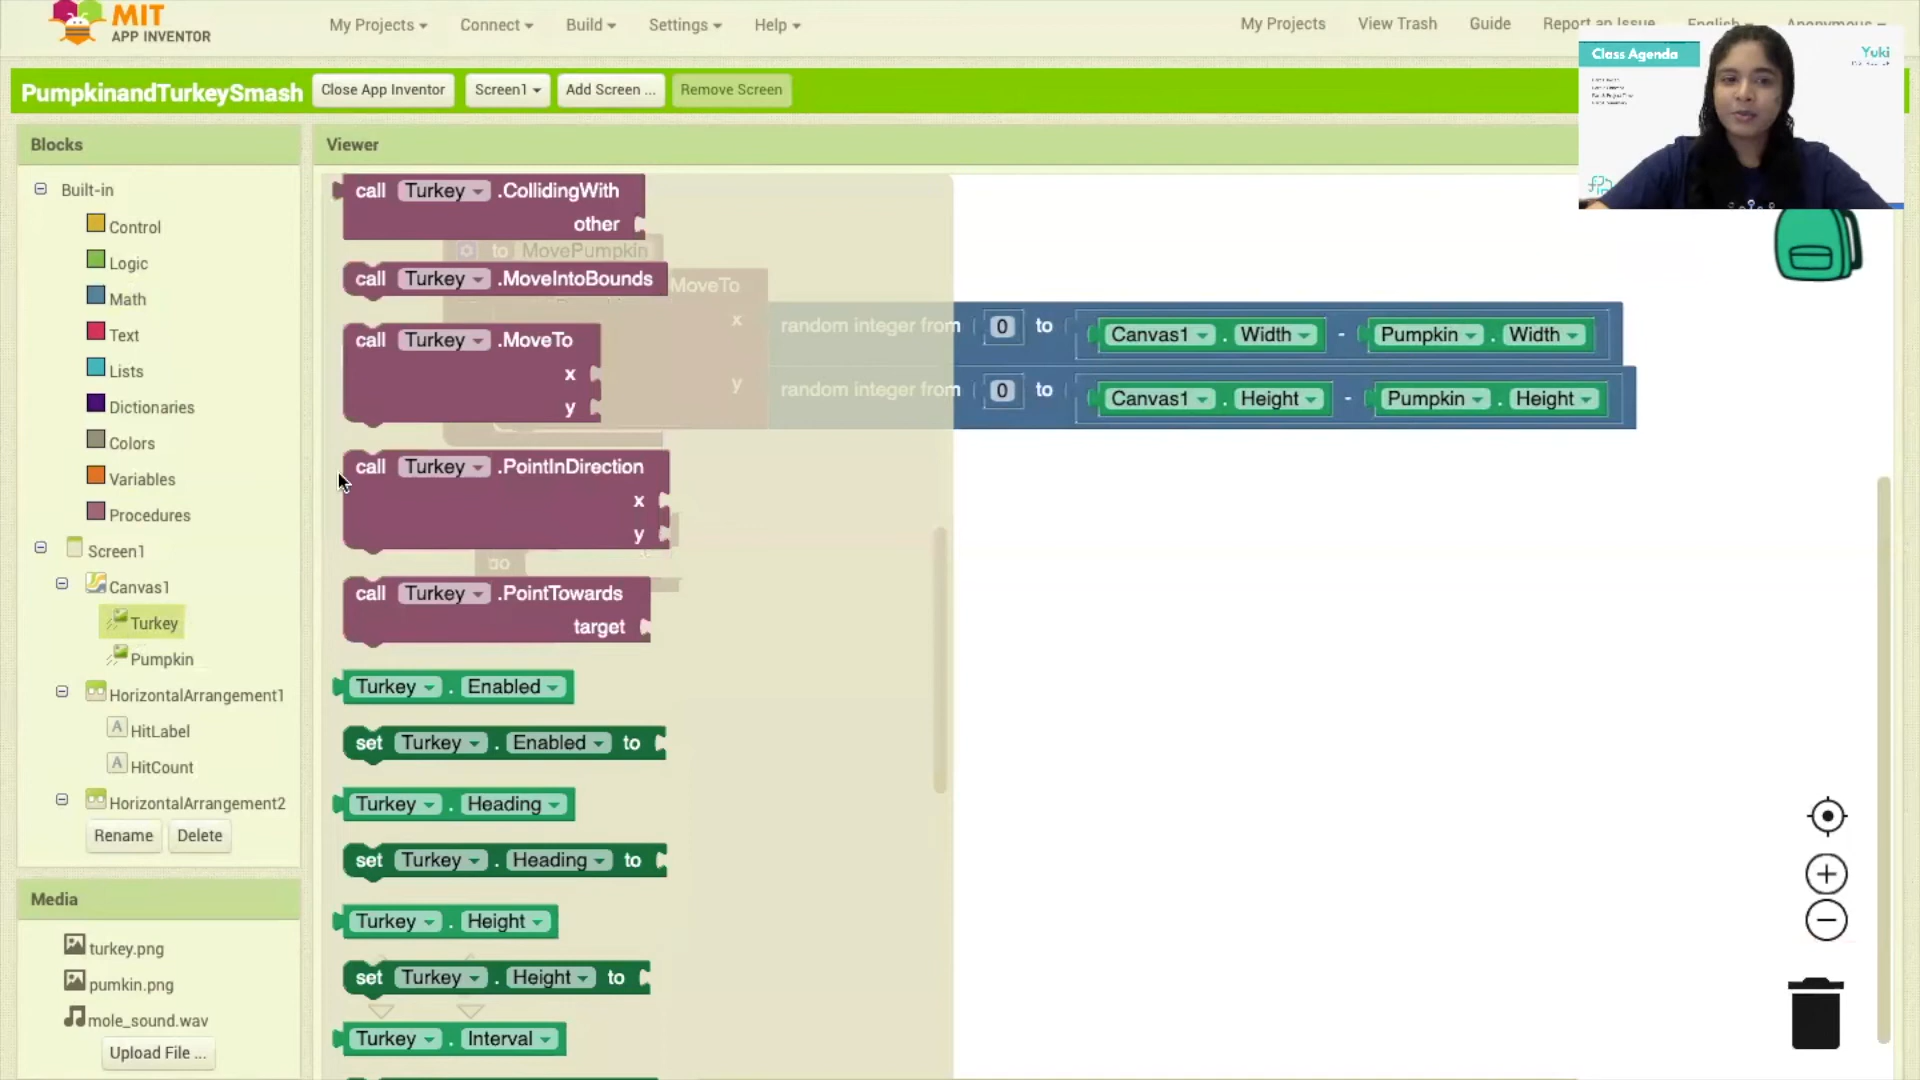 MIT
APP INVENTOR
My Projects
Connect
Build
Settings
Help
My Projects
View Trash
Guide
Report an Issue
English
Anonymous
PumpkinandTurkeySmash
Close App Inventor
Screen1
Add Screen ...
Remove Screen
Class Agenda
Yuki
Blocks
Viewer
Built-in
Control
Logic
Math
Text
Lists
Dictionaries
Colors
Variables
Procedures
Screen1
Canvas1
Turkey
Pumpkin
HorizontalArrangement1
HitLabel
HitCount
HorizontalArrangement2
Rename
Delete
Media
turkey.png
pumkin.png
mole_sound.wav
Upload File ...
call Turkey .CollidingWith
other
to MovePumpkin
call Turkey .MoveIntoBounds
MoveTo
call Turkey .MoveTo
x
y
x random integer from 0 to Canvas1 . Width - Pumpkin . Width
y random integer from 0 to Canvas1 . Height - Pumpkin . Height
call Turkey .PointInDirection
x
y
do
call Turkey .PointTowards
target
Turkey . Enabled
set Turkey . Enabled to
Turkey . Heading
set Turkey . Heading to
Turkey . Height
set Turkey . Height to
Turkey . Interval